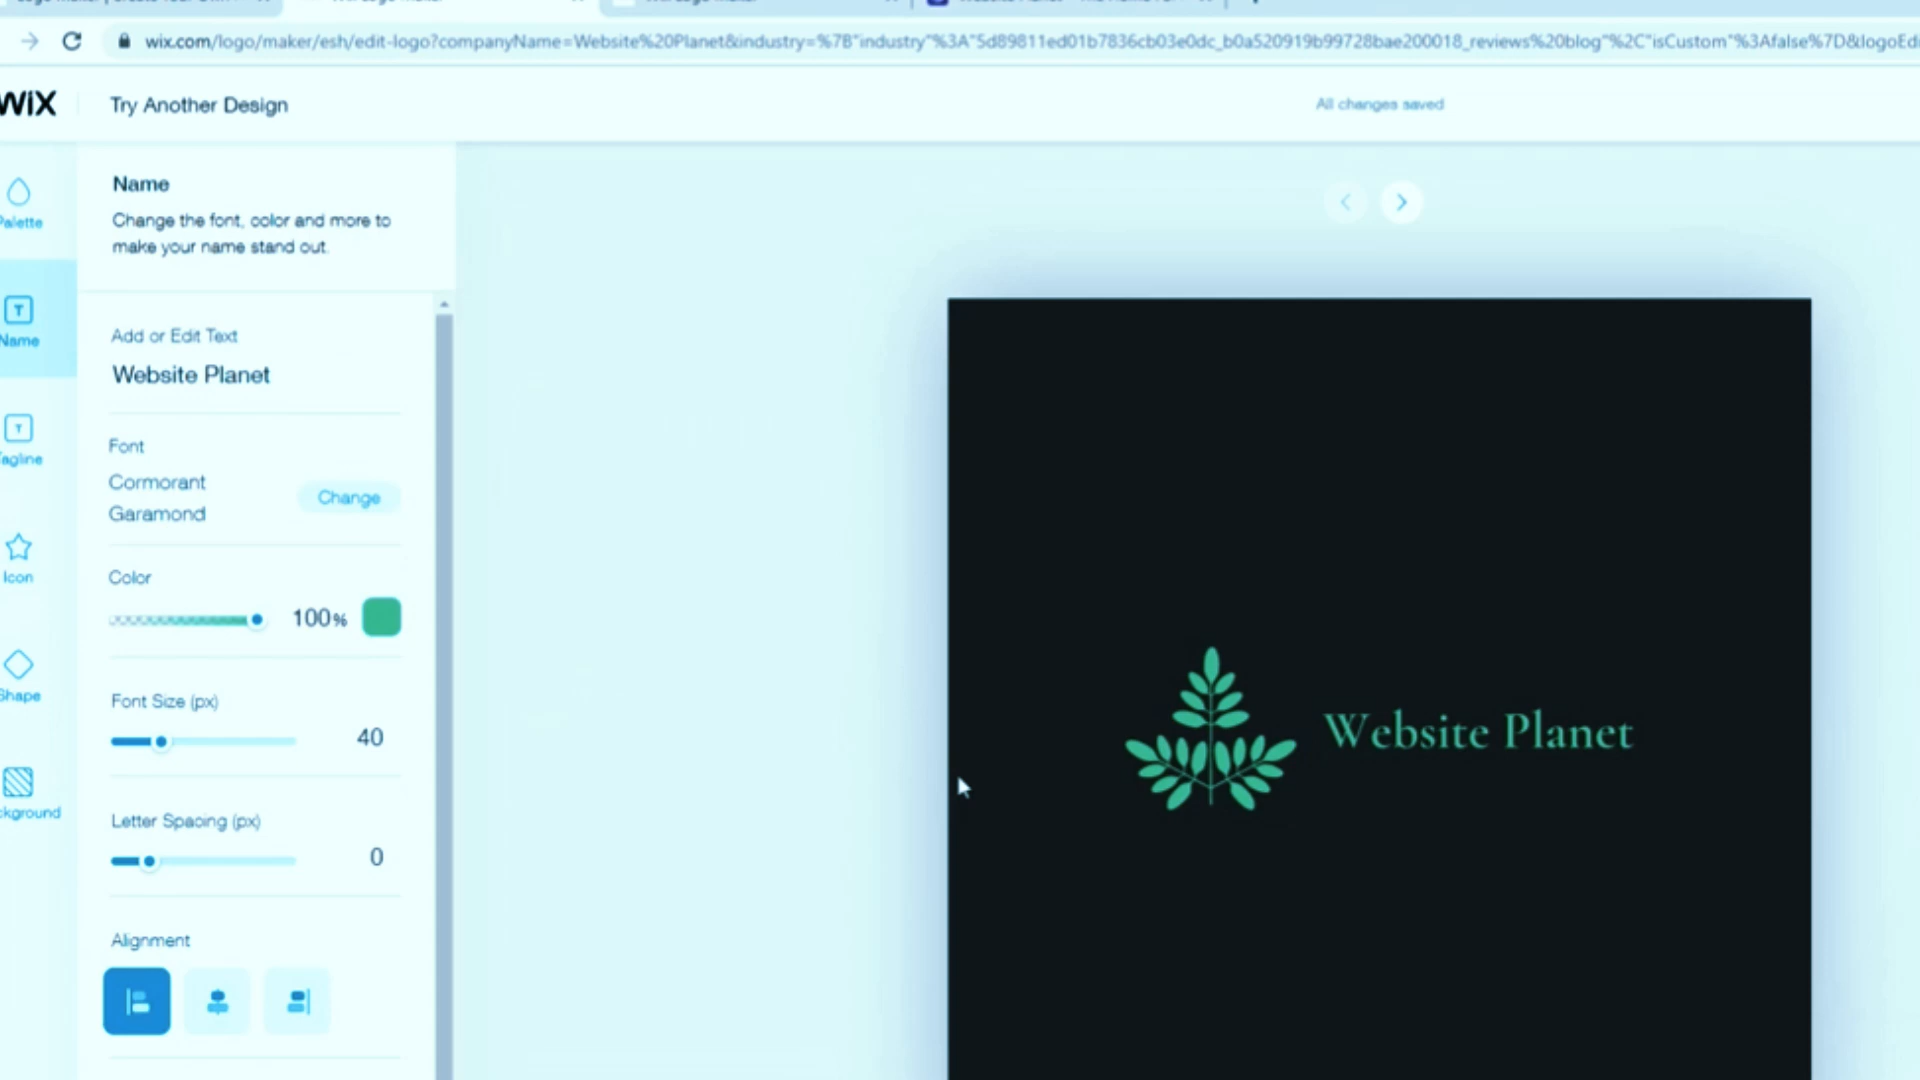 wix.com/logo/maker/esh/edit-logo?companyName=Website%20Planet&industry=%7B"industry"%3A"5d89811ed01b7836cb03e0dc_b0a520919b99728bae200018_reviews%20blog"%2C"isCustom"%3Afalse%7D&logoEdi
WiX
Try Another Design
All changes saved
Palette
Name
Tagline
Icon
Shape
ckground
Name
Change the font, color and more to
make your name stand out.
Add or Edit Text
Website Planet
Font
Cormorant
Garamond
Change
Color
100%
Font Size (px)
40
Letter Spacing (px)
0
Alignment
Website Planet